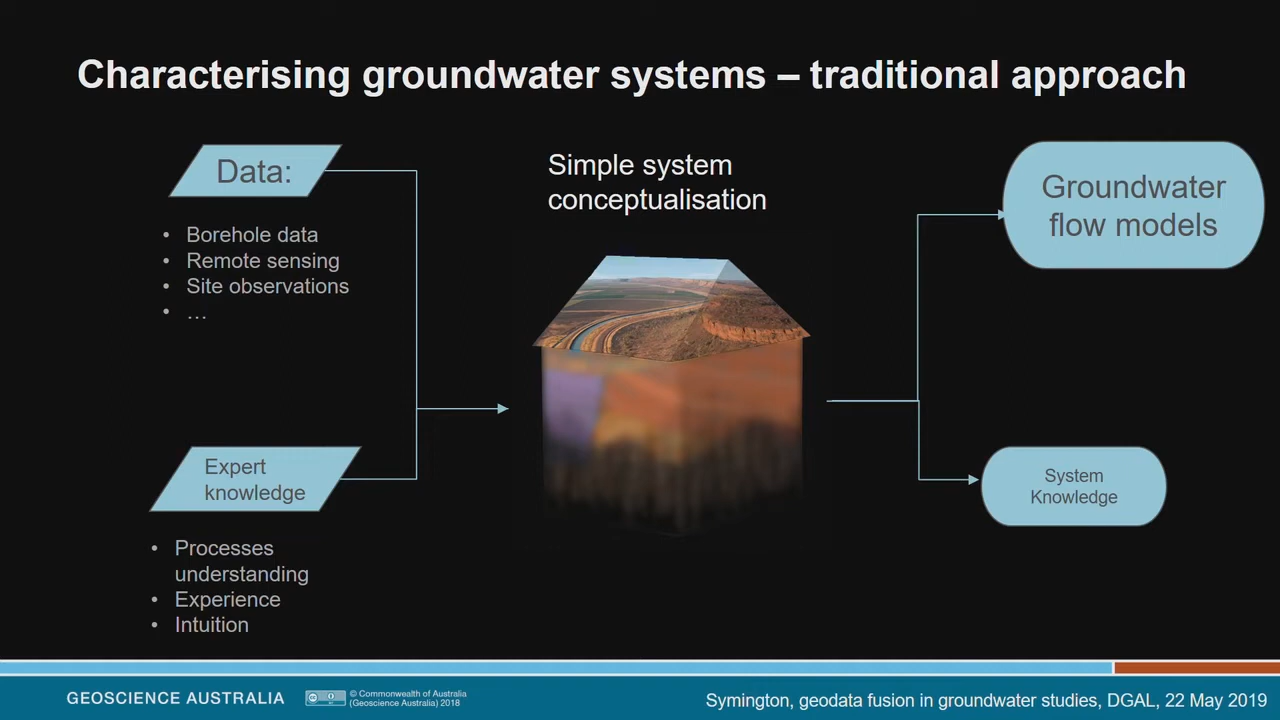 Characterising groundwater systems – traditional approach
Data:
• Borehole data
• Remote sensing
• Site observations
• …
Expert
knowledge
• Processes
understanding
• Experience
• Intuition
Simple system
conceptualisation
Groundwater
flow models
System
Knowledge
GEOSCIENCE AUSTRALIA
© Commonwealth of Australia
(Geoscience Australia) 2018
Symington, geodata fusion in groundwater studies, DGAL, 22 May 2019